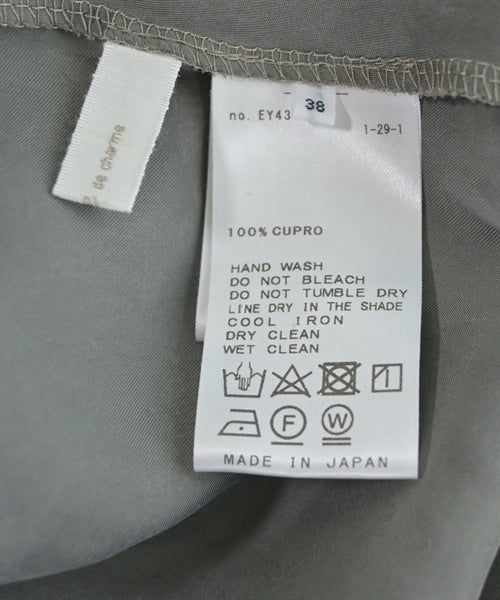 38
no. EY43
1-29-1
de charme
100% CUPRO
HAND WASH
DO NOT BLEACH
DO NOT TUMBLE DRY
LINE DRY IN THE SHADE
COOL IRON
DRY CLEAN
WET CLEAN
F
W
MADE IN JAPAN